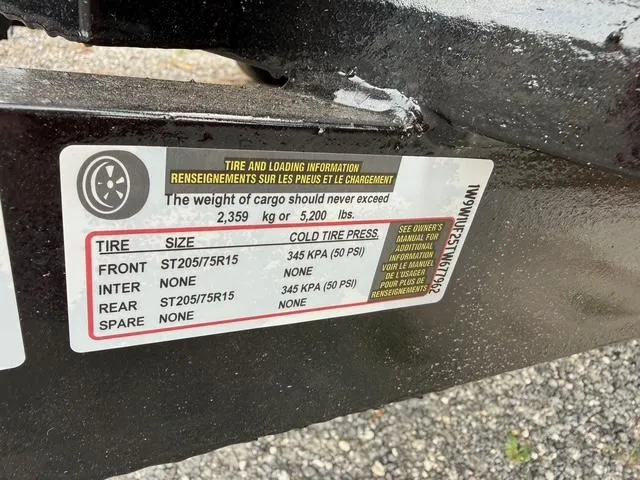 TIRE AND LOADING INFORMATION
RENSEIGNEMENTS SUR LES PNEUS ET LE CHARGEMENT
The weight of cargo should never exceed
2,359 kg or 5,200 lbs.
TIRE SIZE COLD TIRE PRESS.
FRONT ST205/75R15 345 KPA (50 PSI)
INTER NONE NONE
REAR ST205/75R15 345 KPA (50 PSI)
SPARE NONE NONE
SEE OWNER'S
MANUAL FOR
ADDITIONAL
INFORMATION
VOIR LE MANUEL
DE L'USAGER
POUR PLUS DE
RENSEIGNEMENTS